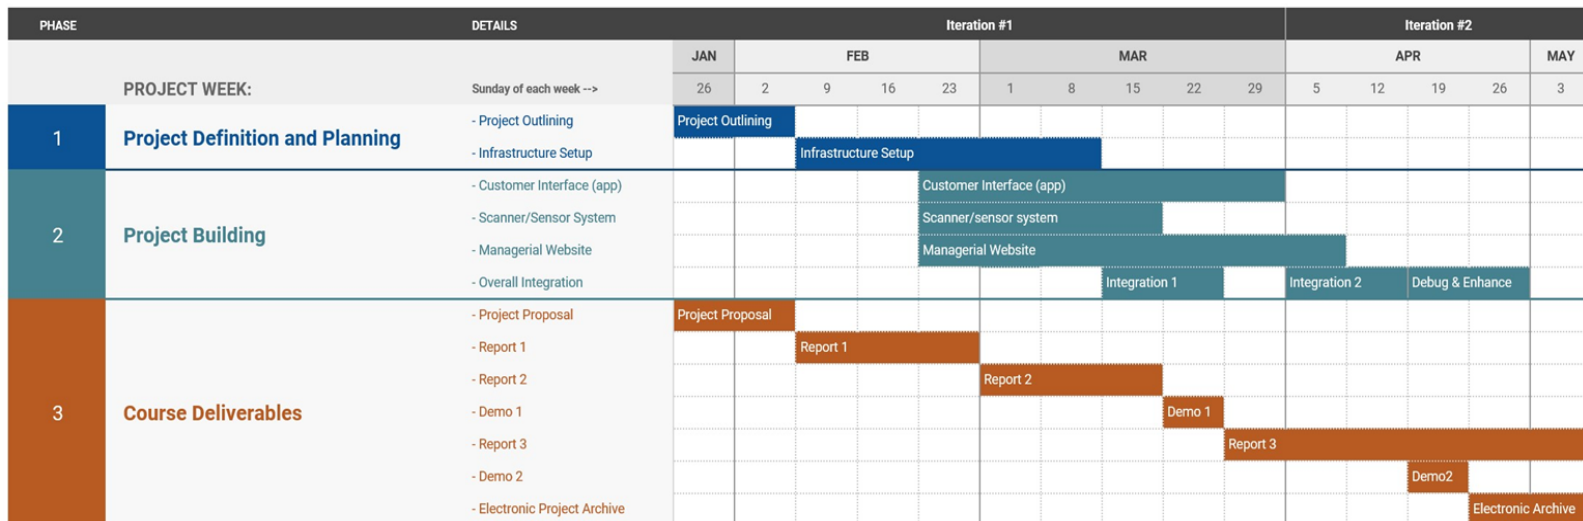 PHASE DETAILS Iteration #1 Iteration #2
JAN FEB MAR APR MAY
PROJECT WEEK: Sunday of each week --> 26 2 9 16 23 1 8 15 22 29 5 12 19 26 3
1 Project Definition and Planning
- Project Outlining Project Outlining
- Infrastructure Setup Infrastructure Setup
2 Project Building
- Customer Interface (app) Customer Interface (app)
- Scanner/Sensor System Scanner/sensor system
- Managerial Website Managerial Website
- Overall Integration Integration 1 Integration 2 Debug & Enhance
3 Course Deliverables
- Project Proposal Project Proposal
- Report 1 Report 1
- Report 2 Report 2
- Demo 1 Demo 1
- Report 3 Report 3
- Demo 2 Demo2
- Electronic Project Archive Electronic Archive